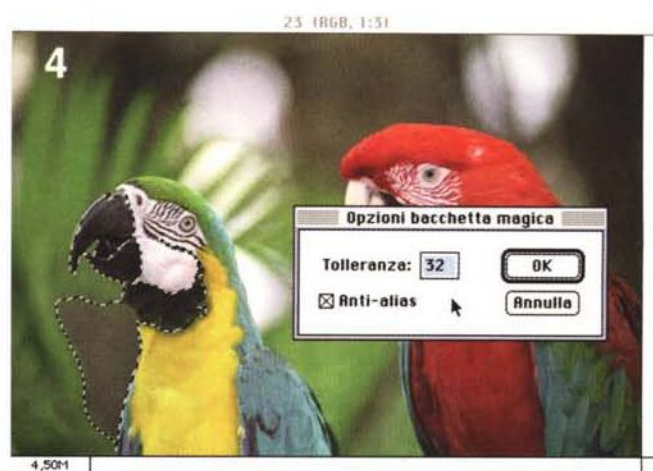 23 (RGB, 1:3)
4
Opzioni bacchetta magica
Tolleranza: 32
OK
Anti-alias
Annulla
4,50M